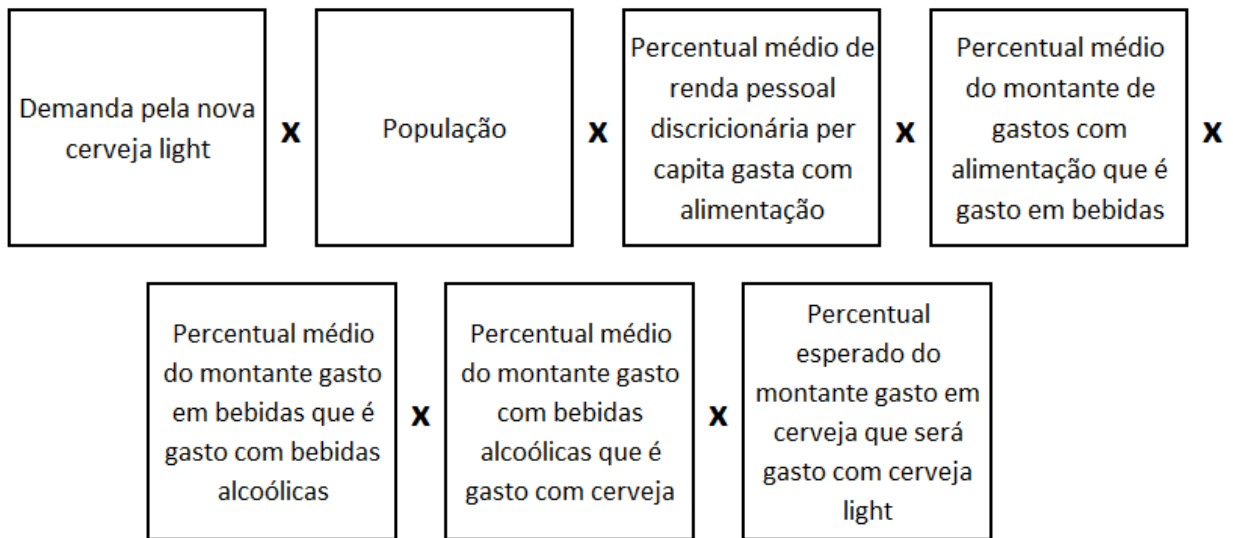 Demanda pela nova
cerveja light
x
População
x
Percentual médio de
renda pessoal
discricionária per
capita gasta com
alimentação
x
Percentual médio
do montante de
gastos com
alimentação que é
gasto em bebidas
x
Percentual médio
do montante gasto
em bebidas que é
gasto com bebidas
alcoólicas
x
Percentual médio
do montante gasto
com bebidas
alcoólicas que é
gasto com cerveja
x
Percentual
esperado do
montante gasto em
cerveja que será
gasto com cerveja
light